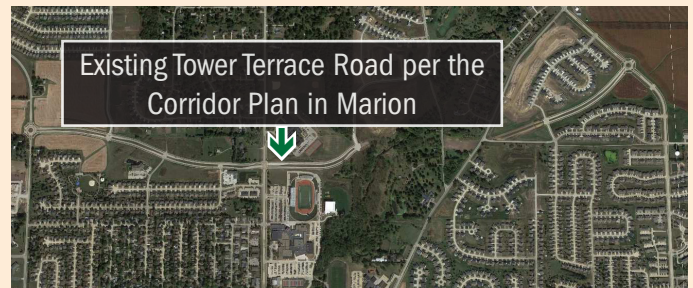 Existing Tower Terrace Road per the
Corridor Plan in Marion